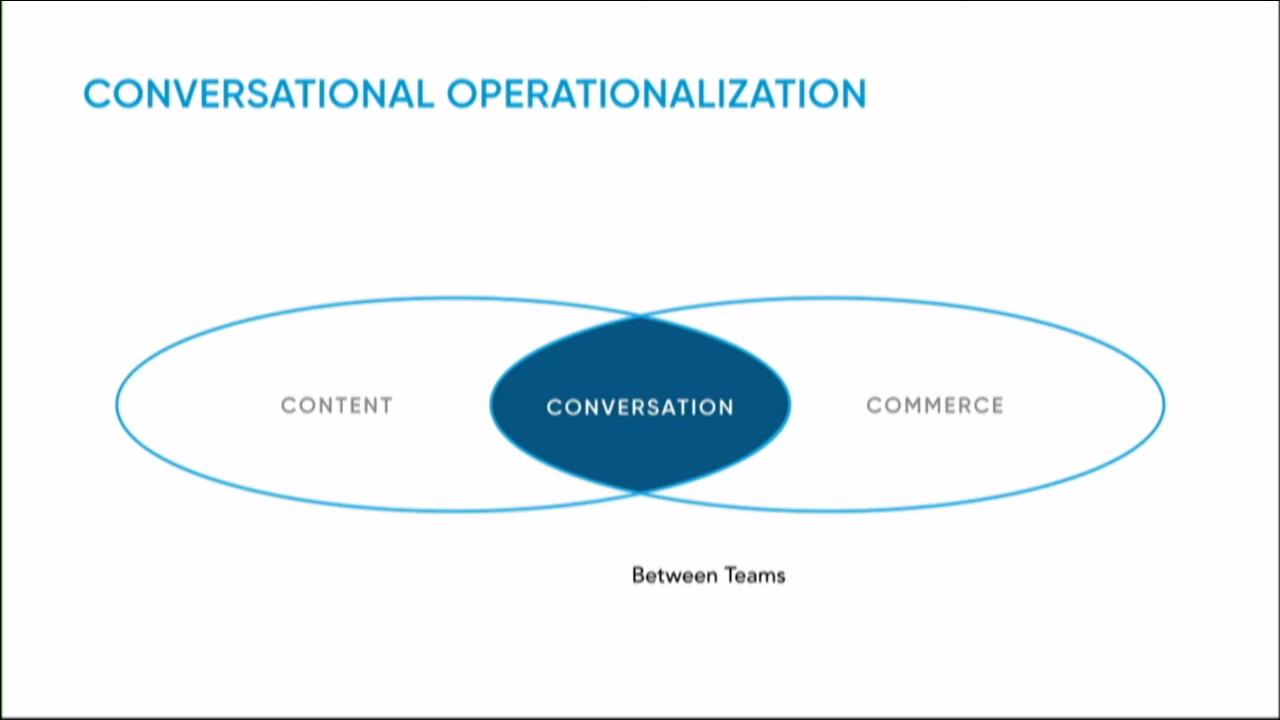 CONVERSATIONAL OPERATIONALIZATION
CONTENT
CONVERSATION
COMMERCE
Between Teams